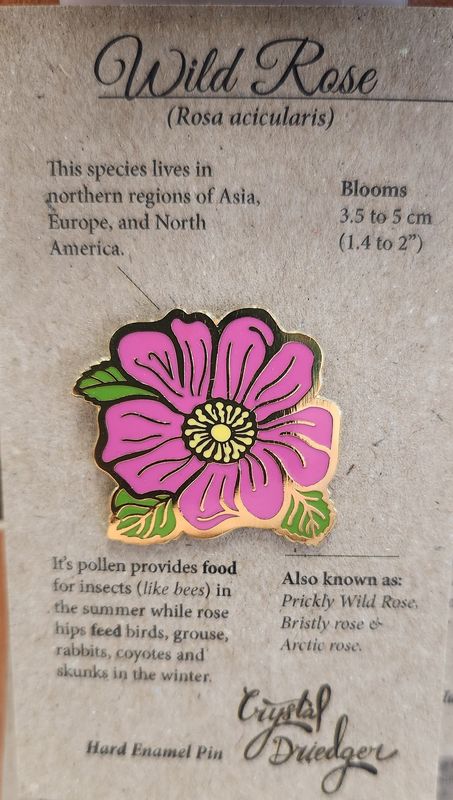 Wild Rose
(Rosa acicularis)
This species lives in
northern regions of Asia,
Europe, and North
America.
Blooms
3.5 to 5 cm
(1.4 to 2”)
It's pollen provides food
for insects (like bees) in
the summer while rose
hips feed birds, grouse,
rabbits, coyotes and
skunks in the winter.
Also known as:
Prickly Wild Rose,
Bristly rose &
Arctic rose.
Hard Enamel Pin
Crystal
Driedger